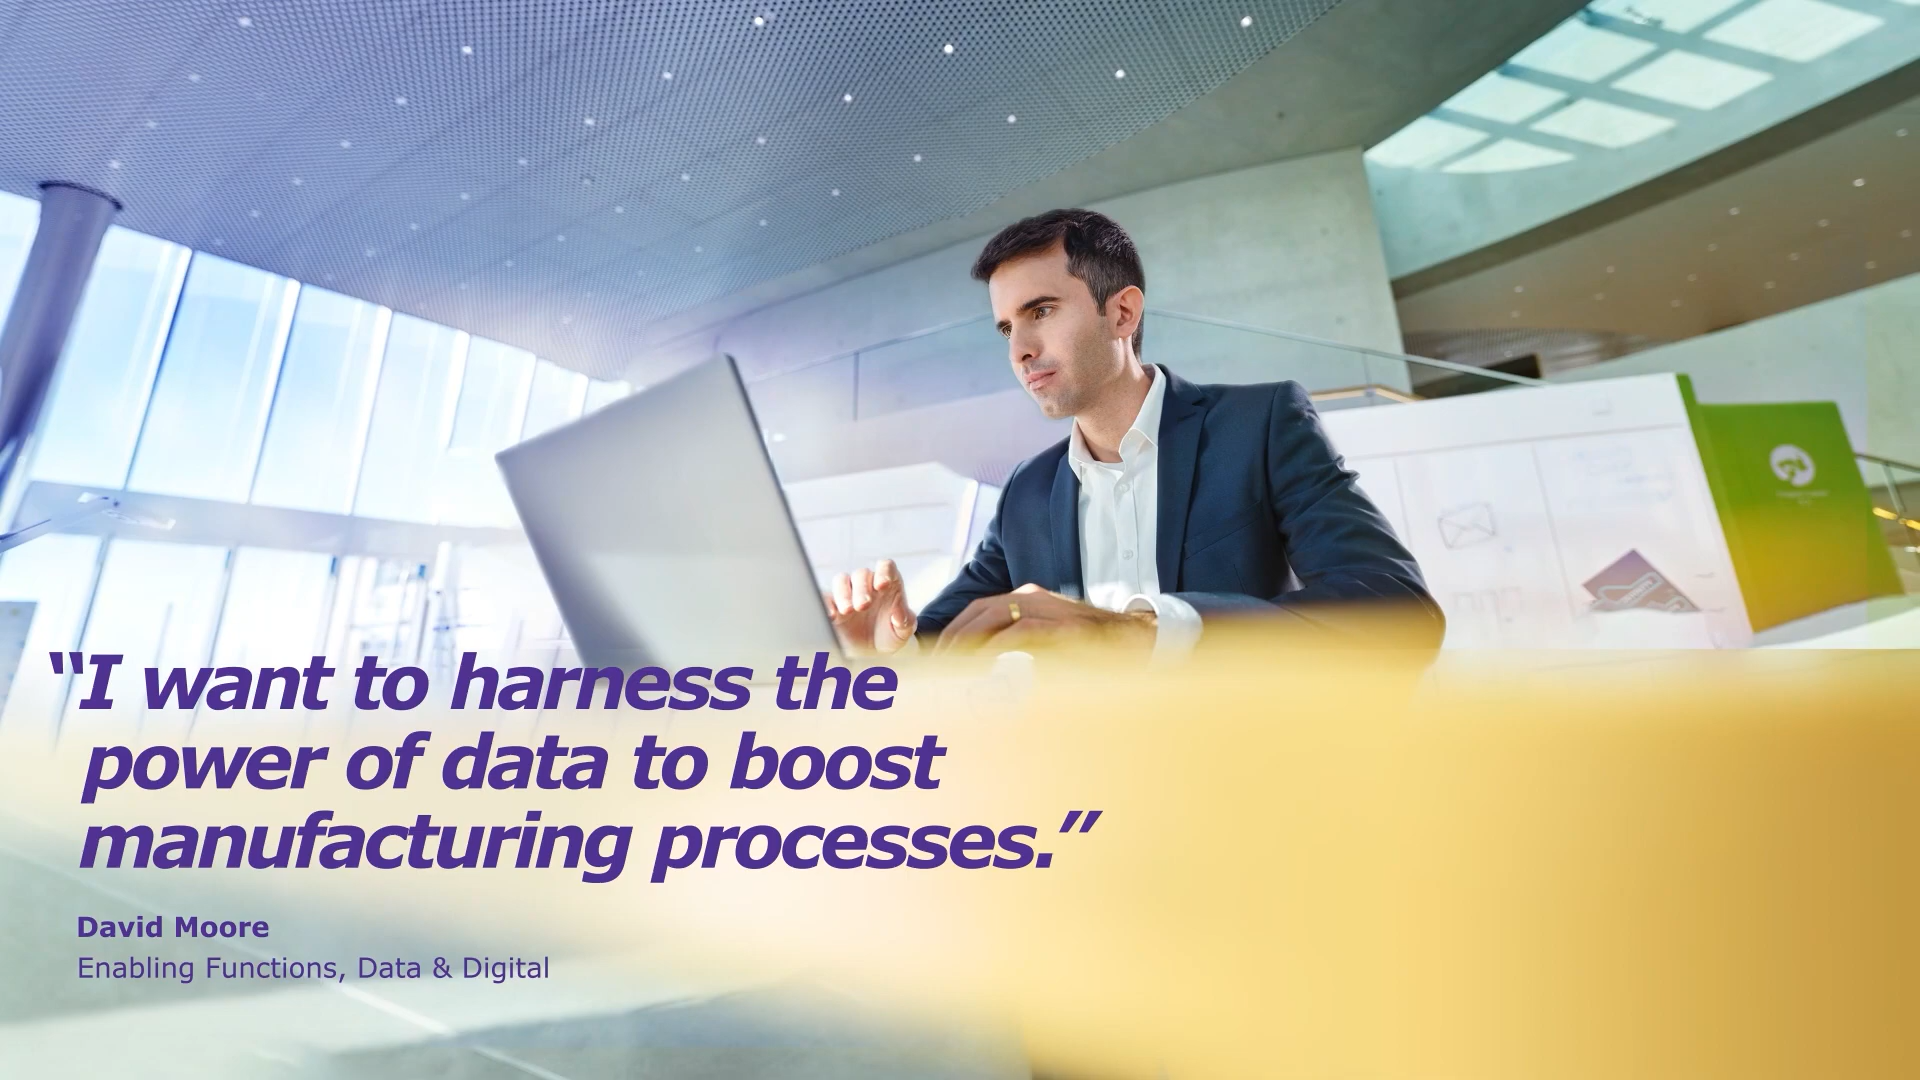 “I want to harness the
power of data to boost
manufacturing processes.”
David Moore
Enabling Functions, Data & Digital